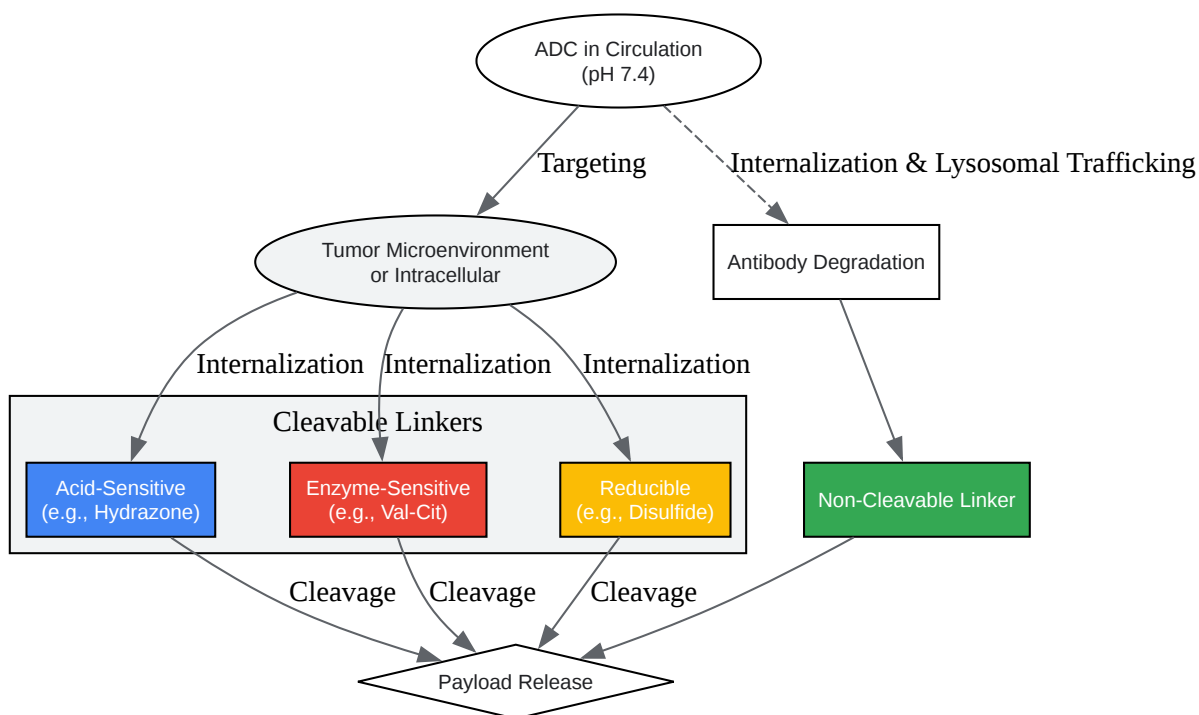 ADC in Circulation
(pH 7.4)
Targeting
Internalization & Lysosomal Trafficking
Tumor Microenvironment
or Intracellular
Antibody Degradation
Internalization
Internalization
Internalization
Cleavable Linkers
Acid-Sensitive
(e.g., Hydrazone)
Enzyme-Sensitive
(e.g., Val-Cit)
Reducible
(e.g., Disulfide)
Non-Cleavable Linker
Cleavage
Cleavage
Cleavage
Payload Release